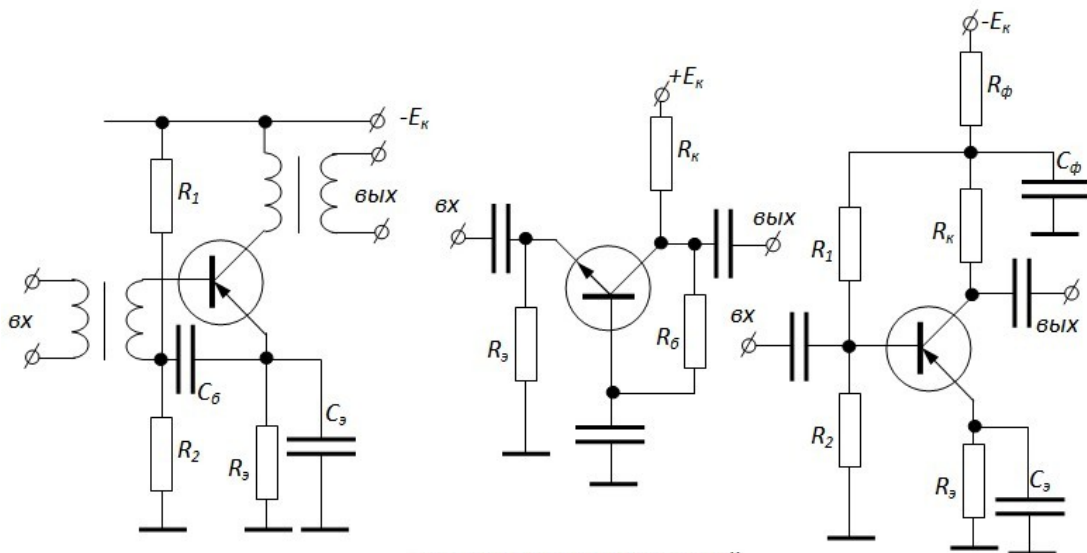 -Eк
R1
вых
вх
Cб
R2
Rэ
Cэ
+Eк
Rк
вх
вых
Rэ
Rб
-Eк
Rф
Cф
R1
Rк
вх
вых
R2
Rэ
Cэ